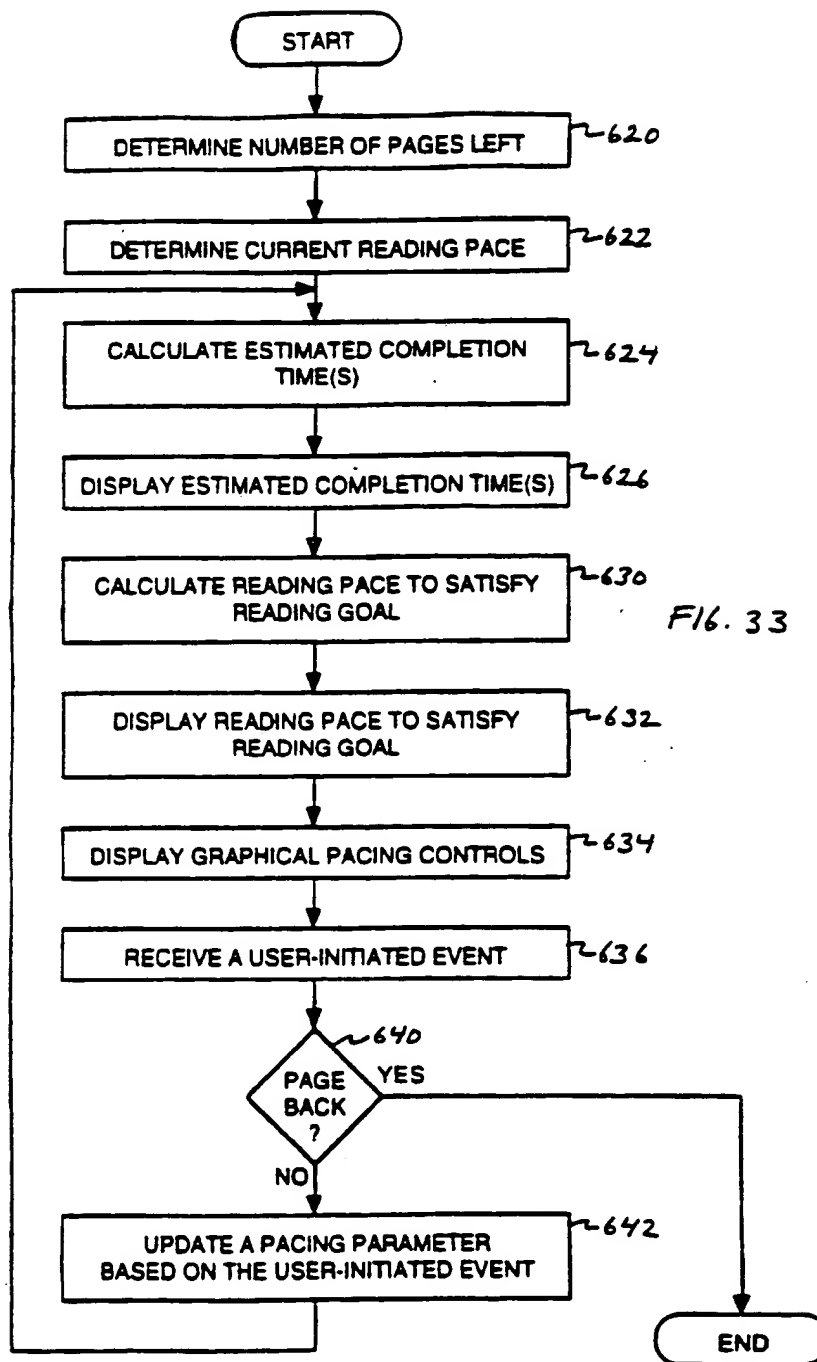 START
DETERMINE NUMBER OF PAGES LEFT
620
DETERMINE CURRENT READING PACE
622
CALCULATE ESTIMATED COMPLETION
TIME(S)
624
DISPLAY ESTIMATED COMPLETION TIME(S)
626
CALCULATE READING PACE TO SATISFY
READING GOAL
630
FIG. 33
DISPLAY READING PACE TO SATISFY
READING GOAL
632
DISPLAY GRAPHICAL PACING CONTROLS
634
RECEIVE A USER-INITIATED EVENT
636
640
PAGE
BACK
?
YES
NO
UPDATE A PACING PARAMETER
BASED ON THE USER-INITIATED EVENT
642
END